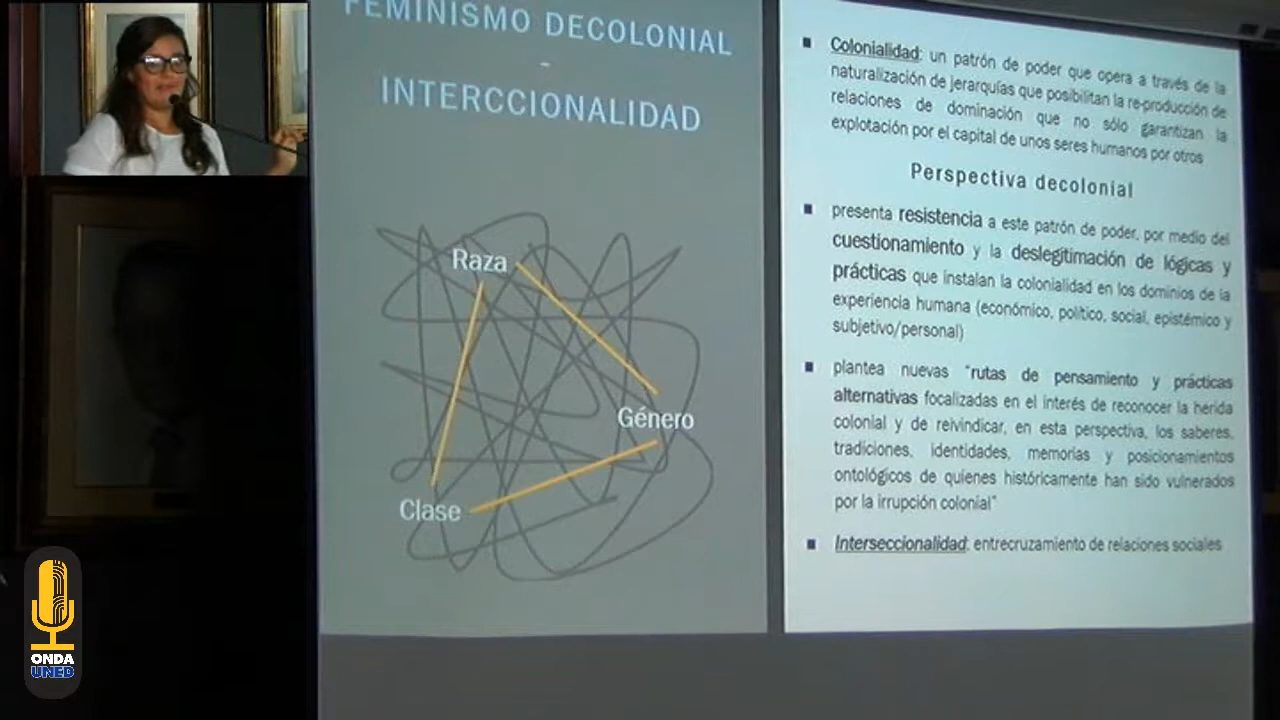 FEMINISMO DECOLONIAL
-
INTERCCIONALIDAD
Raza
Género
Clase
▪ Colonialidad: un patrón de poder que opera a través de la
naturalización de jerarquías que posibilitan la re-producción de
relaciones de dominación que no sólo garantizan la
explotación por el capital de unos seres humanos por otros
Perspectiva decolonial
▪ presenta resistencia a este patrón de poder, por medio del
cuestionamiento y la deslegitimación de lógicas y
prácticas que instalan la colonialidad en los dominios de la
experiencia humana (económico, político, social, epistémico y
subjetivo/personal)
▪ plantea nuevas "rutas de pensamiento y prácticas
alternativas focalizadas en el interés de reconocer la herida
colonial y de reivindicar, en esta perspectiva, los saberes,
tradiciones, identidades, memorias y posicionamientos
ontológicos de quienes históricamente han sido vulnerados
por la irrupción colonial"
▪ Interseccionalidad: entrecruzamiento de relaciones sociales
ONDA
UNED